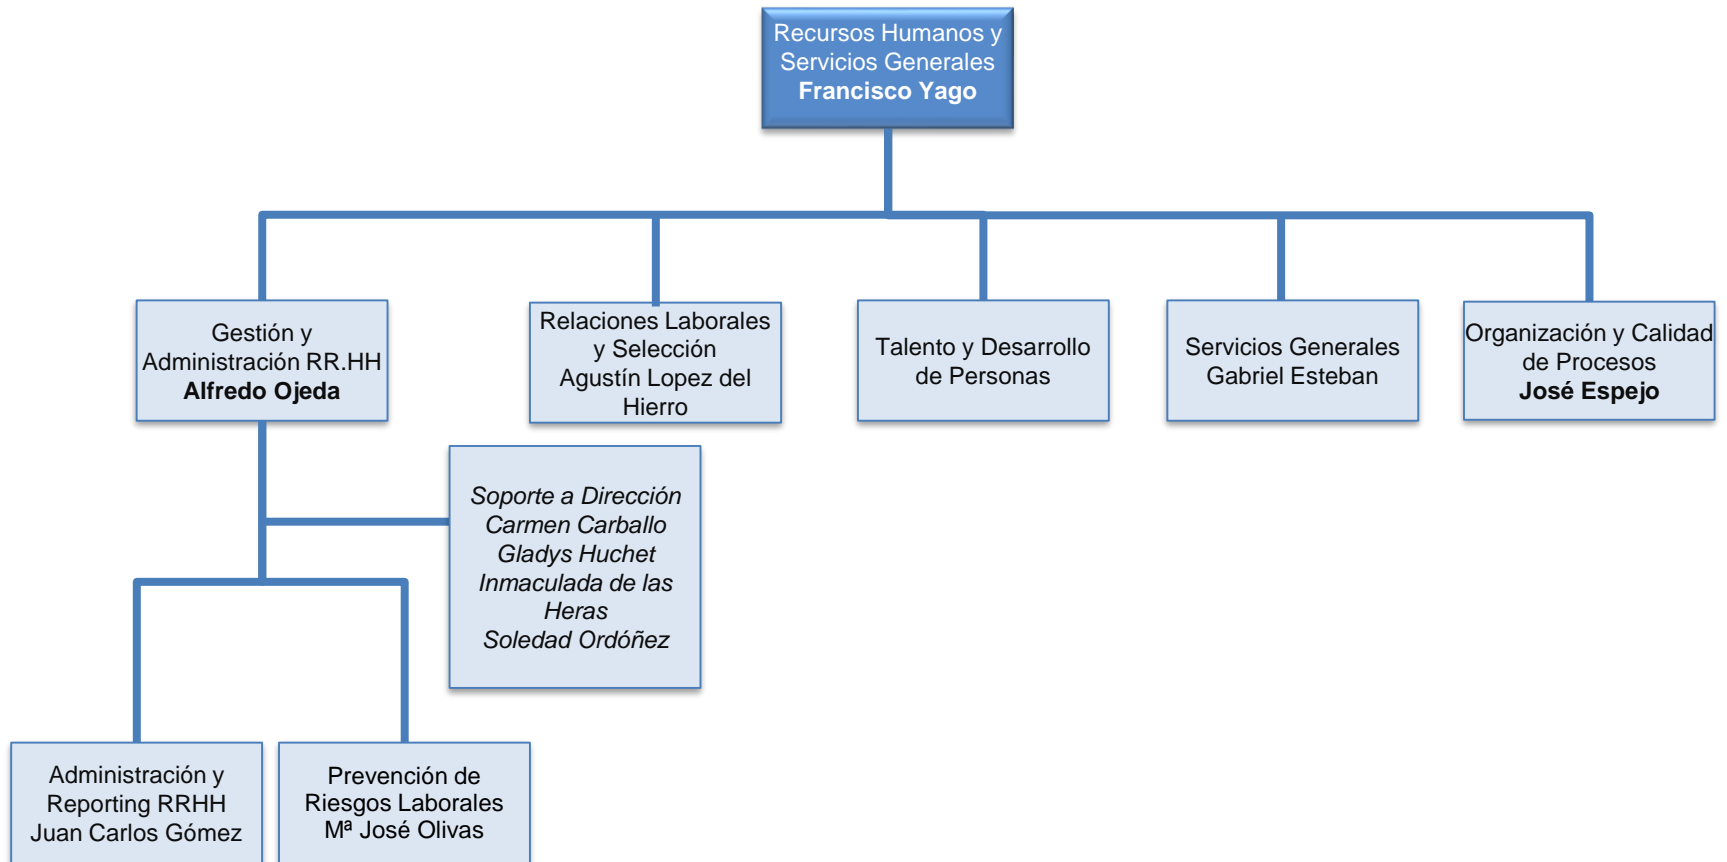 Recursos Humanos y
Servicios Generales
Francisco Yago
Gestión y
Administración RR.HH
Alfredo Ojeda
Relaciones Laborales
y Selección
Agustín Lopez del
Hierro
Talento y Desarrollo
de Personas
Servicios Generales
Gabriel Esteban
Organización y Calidad
de Procesos
José Espejo
Soporte a Dirección
Carmen Carballo
Gladys Huchet
Inmaculada de las
Heras
Soledad Ordóñez
Administración y
Reporting RRHH
Juan Carlos Gómez
Prevención de
Riesgos Laborales
Mª José Olivas